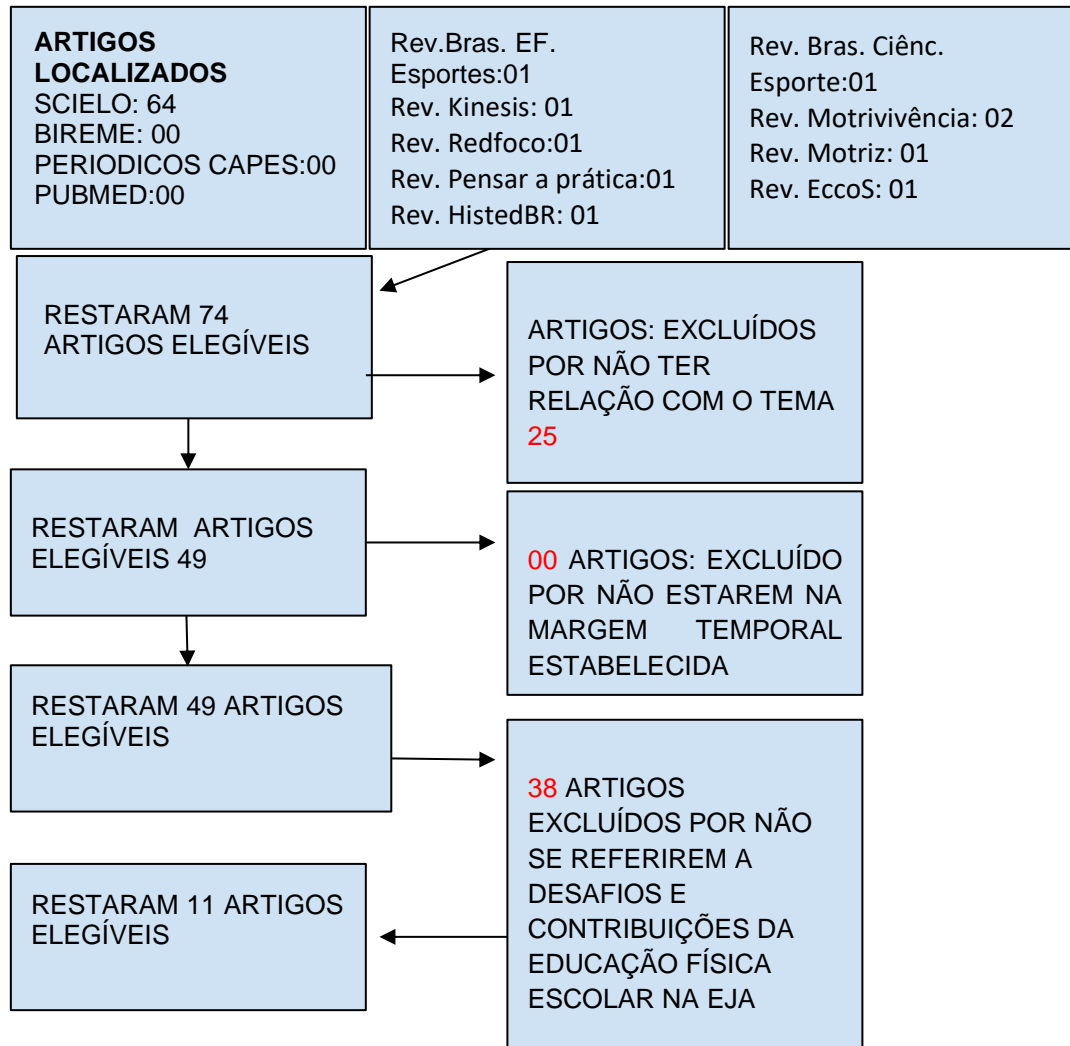 ARTIGOS
LOCALIZADOS
SCIELO: 64
BIREME: 00
PERIODICOS CAPES:00
PUBMED:00
Rev.Bras. EF.
Esportes:01
Rev. Kinesis: 01
Rev. Redfoco:01
Rev. Pensar a prática:01
Rev. HistedBR: 01
Rev. Bras. Ciênc.
Esporte:01
Rev. Motrivivência: 02
Rev. Motriz: 01
Rev. EccoS: 01
RESTARAM 74
ARTIGOS ELEGÍVEIS
ARTIGOS: EXCLUÍDOS
POR NÃO TER
RELAÇÃO COM O TEMA
25
RESTARAM ARTIGOS
ELEGÍVEIS 49
00 ARTIGOS: EXCLUÍDO
POR NÃO ESTAREM NA
MARGEM TEMPORAL
ESTABELECIDA
RESTARAM 49 ARTIGOS
ELEGÍVEIS
38 ARTIGOS
EXCLUÍDOS POR NÃO
SE REFERIREM A
DESAFIOS E
CONTRIBUIÇÕES DA
EDUCAÇÃO FÍSICA
ESCOLAR NA EJA
RESTARAM 11 ARTIGOS
ELEGÍVEIS